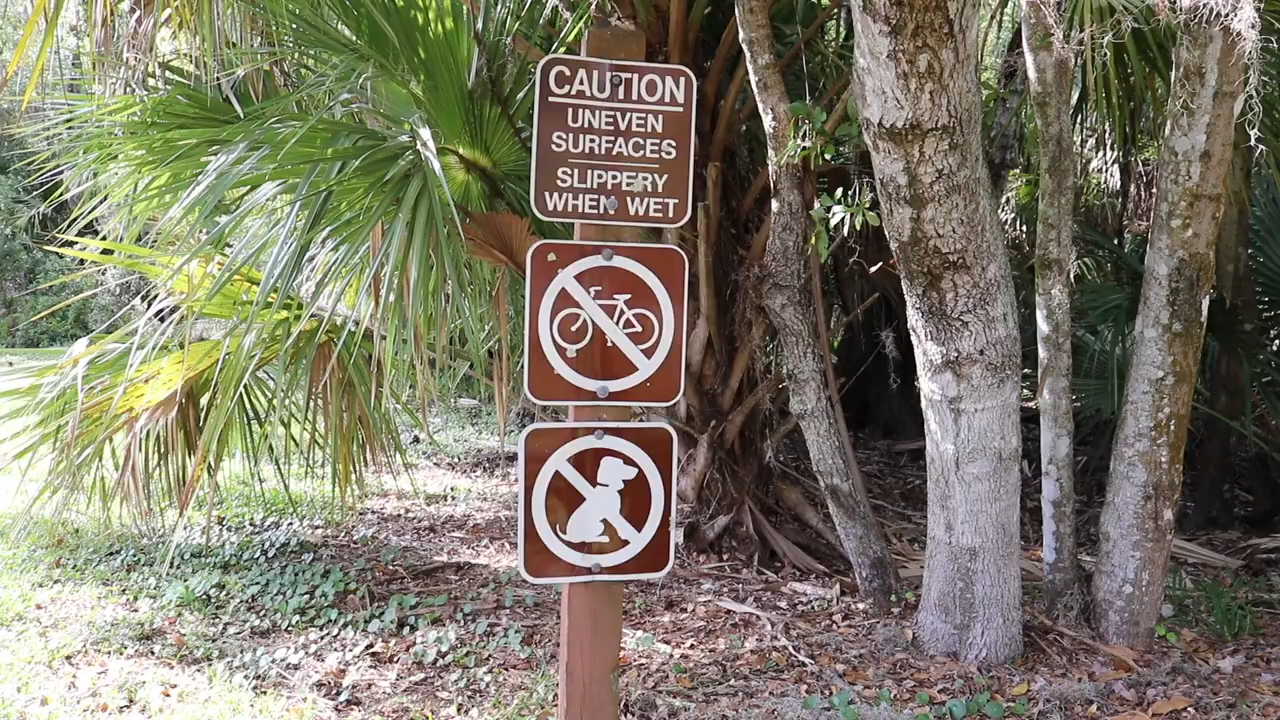 CAUTION
UNEVEN
SURFACES
SLIPPERY
WHEN WET